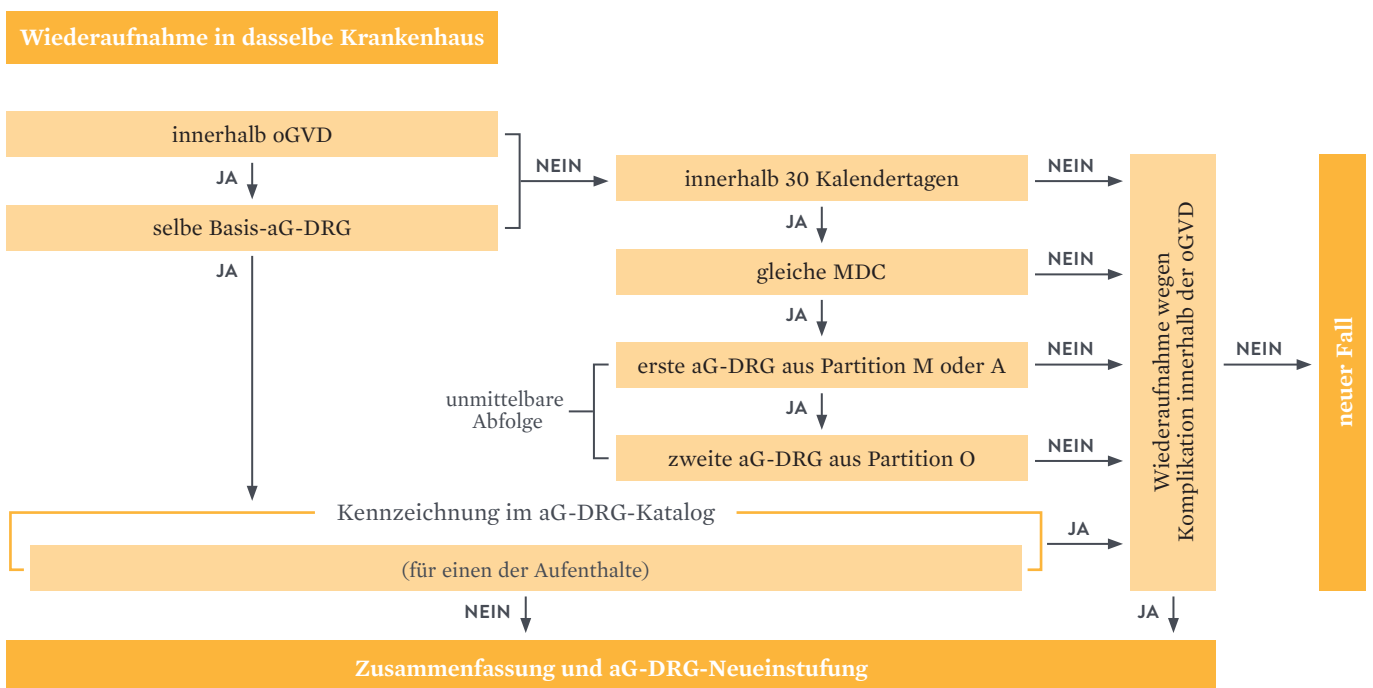 Wiederaufnahme in dasselbe Krankenhaus
innerhalb oGVD
JA
selbe Basis-aG-DRG
JA
NEIN
innerhalb 30 Kalendertagen
NEIN
JA
gleiche MDC
NEIN
JA
erste aG-DRG aus Partition M oder A
NEIN
unmittelbare
Abfolge
JA
zweite aG-DRG aus Partition O
NEIN
Kennzeichnung im aG-DRG-Katalog
(für einen der Aufenthalte)
JA
NEIN
Wiederaufnahme wegen
Komplikation innerhalb der oGVD
NEIN
JA
neuer Fall
Zusammenfassung und aG-DRG-Neueinstufung